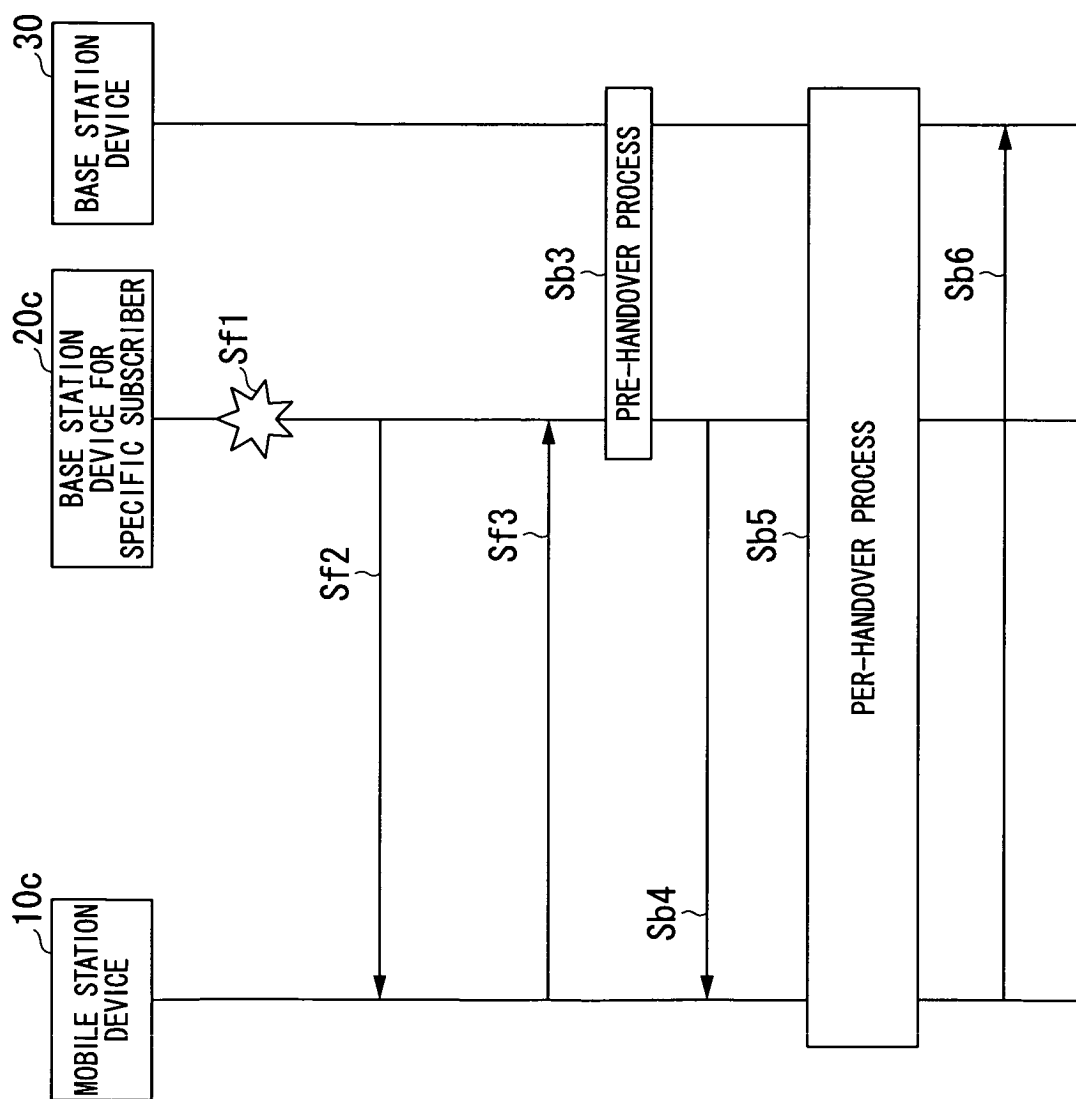 10c
MOBILE STATION
DEVICE
20c
BASE STATION
DEVICE FOR
SPECIFIC SUBSCRIBER
30
BASE STATION
DEVICE
Sf1
Sf2
Sf3
Sb3
PRE-HANDOVER PROCESS
Sb4
Sb5
PER-HANDOVER PROCESS
Sb6